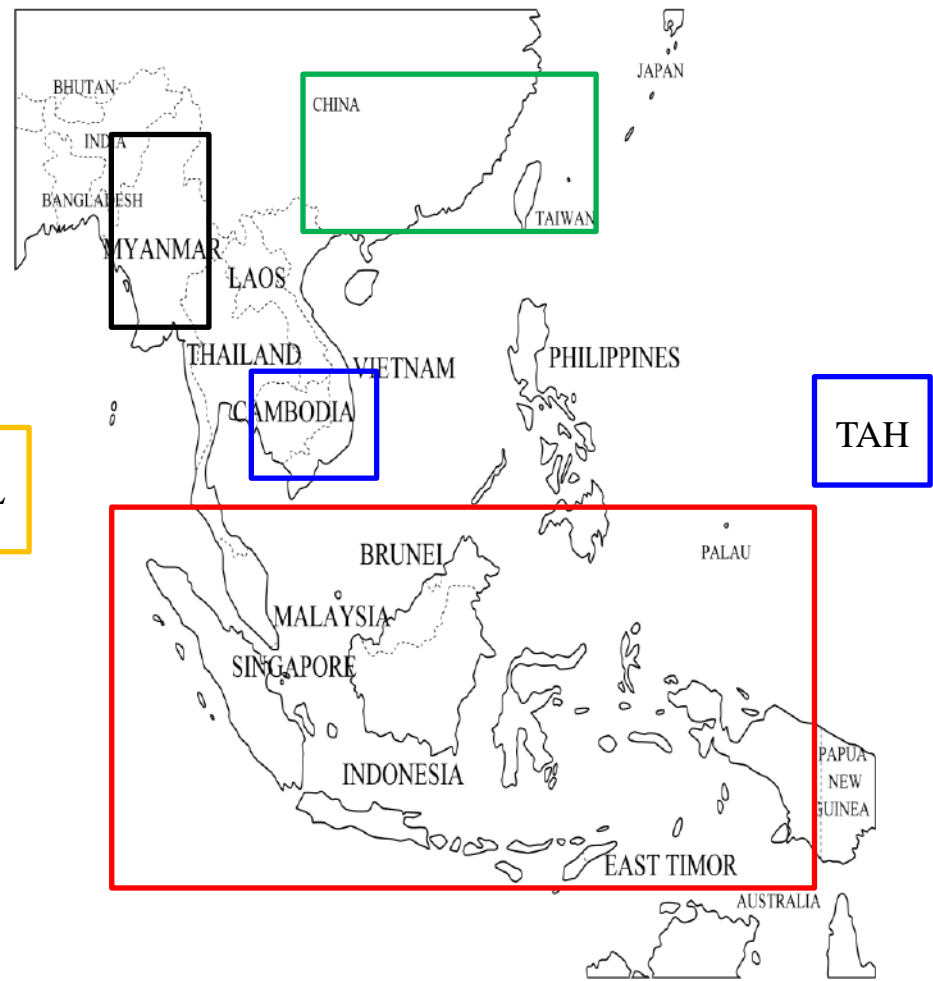 JAPAN
BHUTAN
CHINA
INDIA
BANGLADESH
TAIWAN
MYANMAR
LAOS
THAILAND
VIETNAM
PHILIPPINES
CAMBODIA
TAH
BRUNEI
PALAU
MALAYSIA
SINGAPORE
INDONESIA
PAPUA
NEW
GUINEA
EAST TIMOR
AUSTRALIA